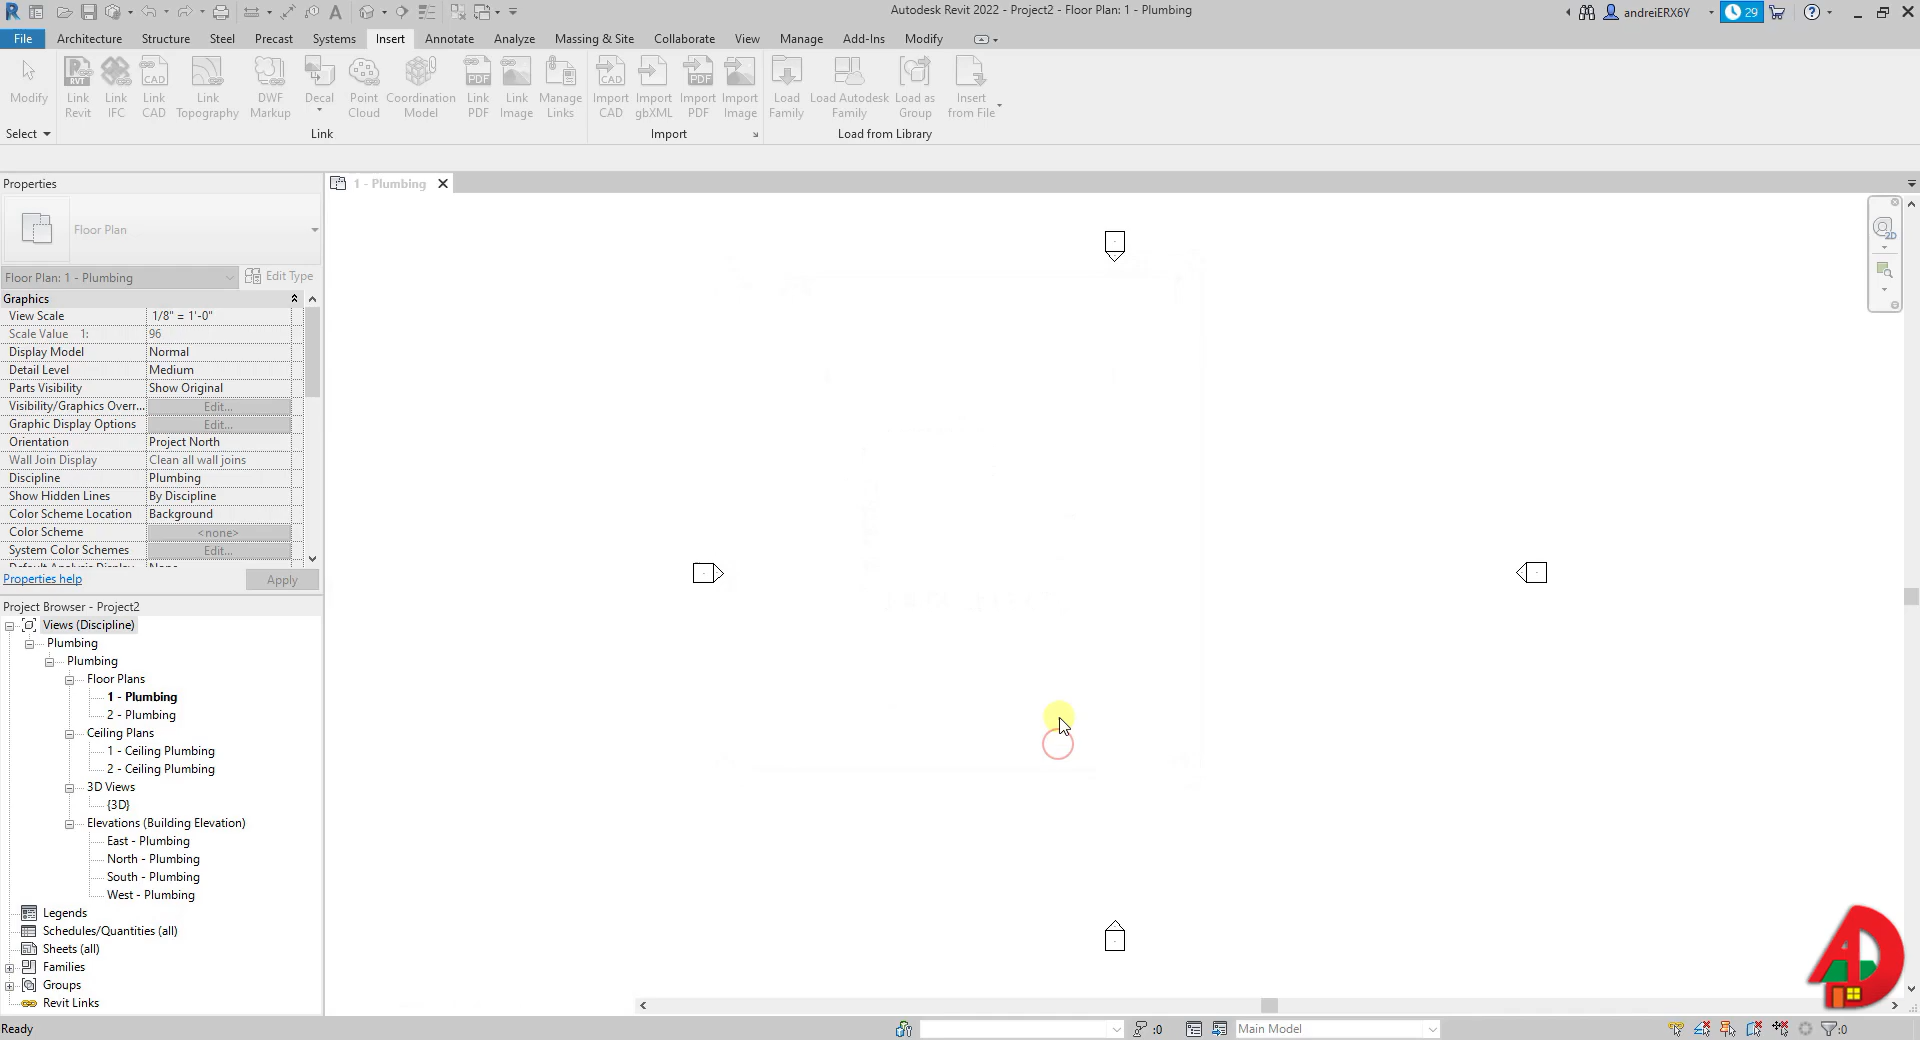 Autodesk Revit 2022 - Project2 - Floor Plan: 1 - Plumbing
andreiERX6Y
29
File Architecture Structure Steel Precast Systems Insert Annotate Analyze Massing & Site Collaborate View Manage Add-Ins Modify
Modify
Link Revit
Link IFC
Link CAD
Link Topography
DWF Markup
Decal
Point Cloud
Coordination Model
Link PDF
Link Image
Manage Links
Import CAD
Import gbXML
Import PDF
Import Image
Load Family
Load Autodesk Family
Load as Group
Insert from File
Select Link Import Load from Library
Properties
1 - Plumbing
Floor Plan
Floor Plan: 1 - Plumbing Edit Type
Graphics
View Scale 1/8" = 1'-0"
Scale Value 1: 96
Display Model Normal
Detail Level Medium
Parts Visibility Show Original
Visibility/Graphics Overr... Edit...
Graphic Display Options Edit...
Orientation Project North
Wall Join Display Clean all wall joins
Discipline Plumbing
Show Hidden Lines By Discipline
Color Scheme Location Background
Color Scheme <none>
System Color Schemes Edit...
Properties help Apply
Project Browser - Project2
Views (Discipline)
Plumbing
Plumbing
Floor Plans
1 - Plumbing
2 - Plumbing
Ceiling Plans
1 - Ceiling Plumbing
2 - Ceiling Plumbing
3D Views
{3D}
Elevations (Building Elevation)
East - Plumbing
North - Plumbing
South - Plumbing
West - Plumbing
Legends
Schedules/Quantities (all)
Sheets (all)
Families
Groups
Revit Links
Ready
:0
Main Model
:0